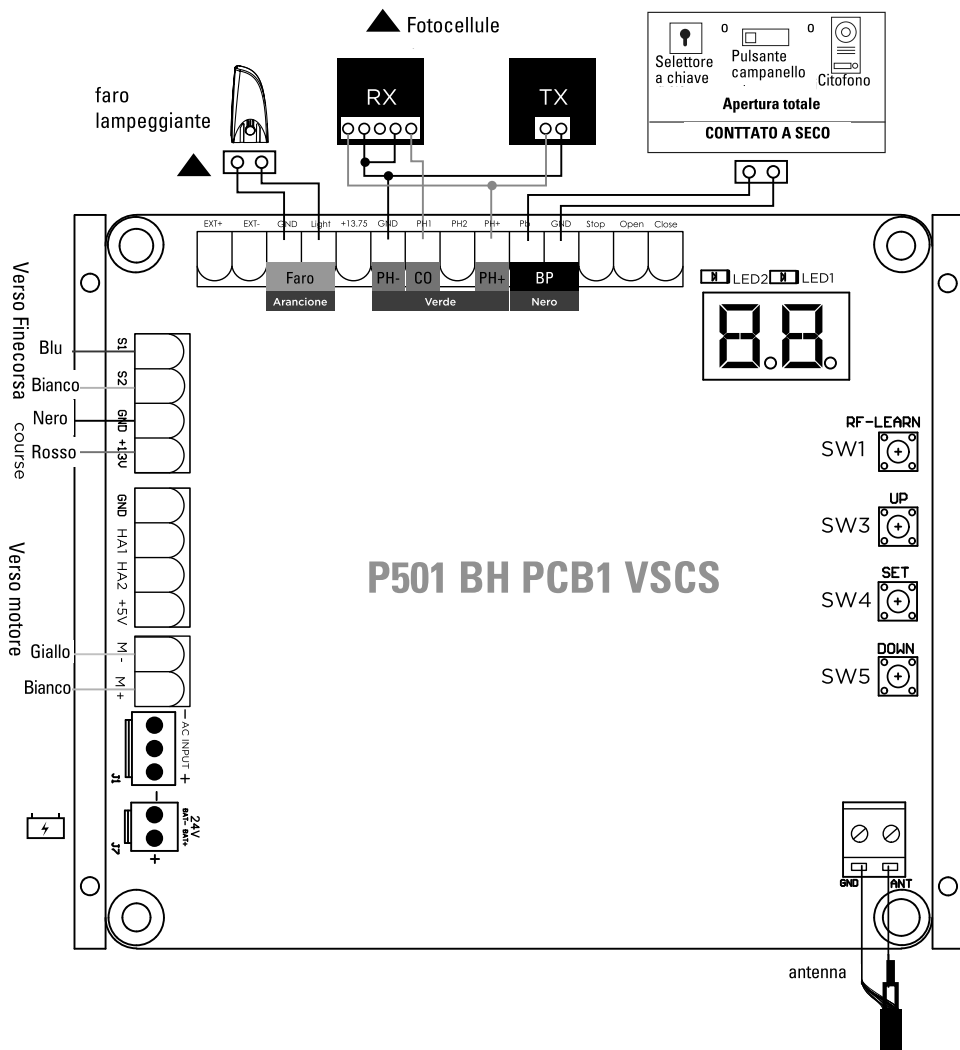 Fotocellule
faro
lampeggiante
RX
TX
o
o
Selettore
a chiave
Pulsante
campanello
Citofono
Apertura totale
CONTTATO A SECO
EXT+ EXT- GND Light +13.75 GND PH1 PH2 PH+ Pb GND Stop Open Close
Faro PH- CO PH+ BP
Arancione Verde Nero
LED2 LED1
8.8.
Verso Finecorsa
course
Blu
Bianco
Nero
Rosso
S1
S2
GND
+13V
RF-LEARN
SW1
UP
SW3
SET
SW4
DOWN
SW5
GND
HA1
HA2
+5V
P501 BH PCB1 VSCS
Verso motore
Giallo
Bianco
M -
M +
- AC INPUT +
J1
-
24V
BAT- BAT+
J7
+
GND ANT
antenna